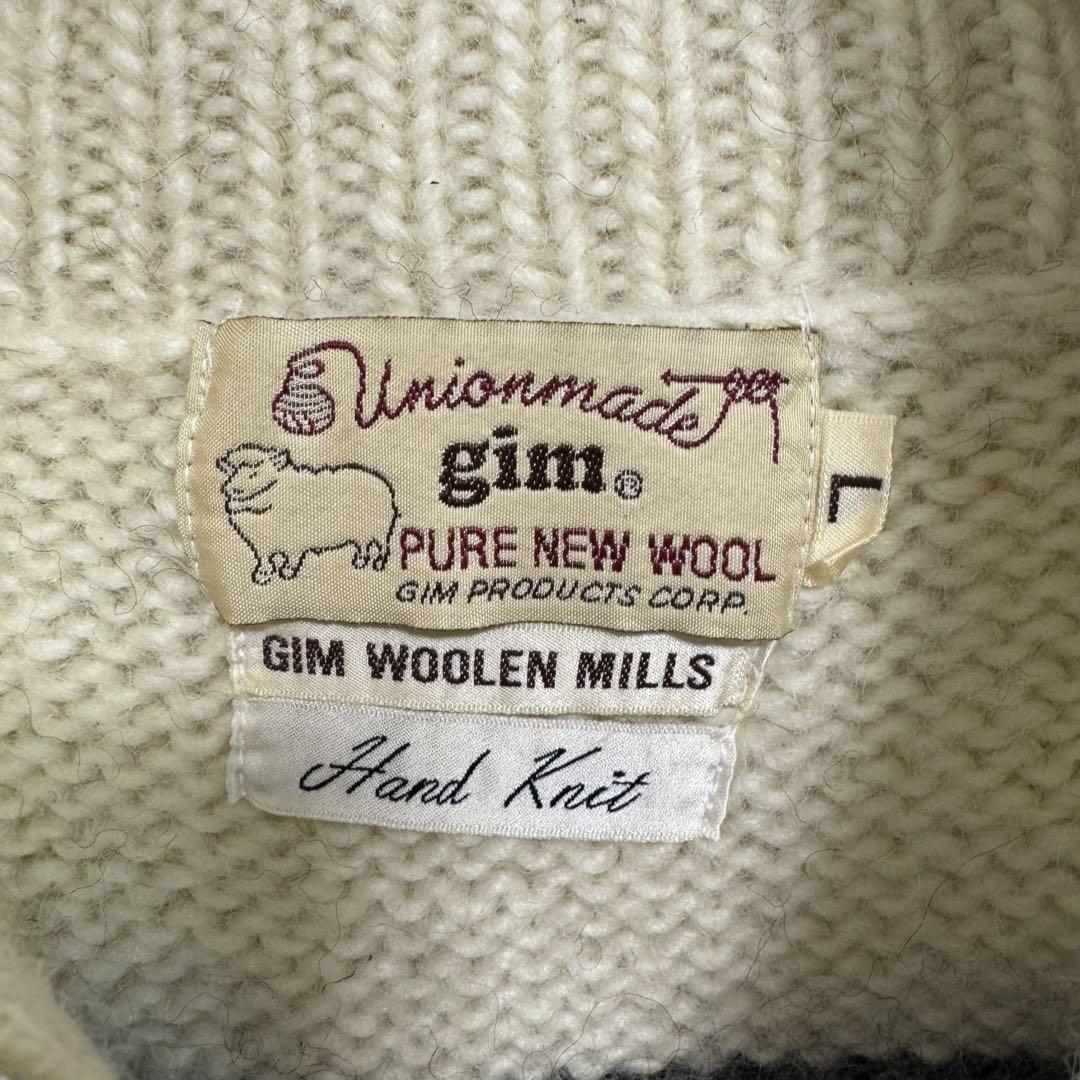 Unionmade
gim®
PURE NEW WOOL
GIM PRODUCTS CORP.
L
GIM WOOLEN MILLS
Hand Knit